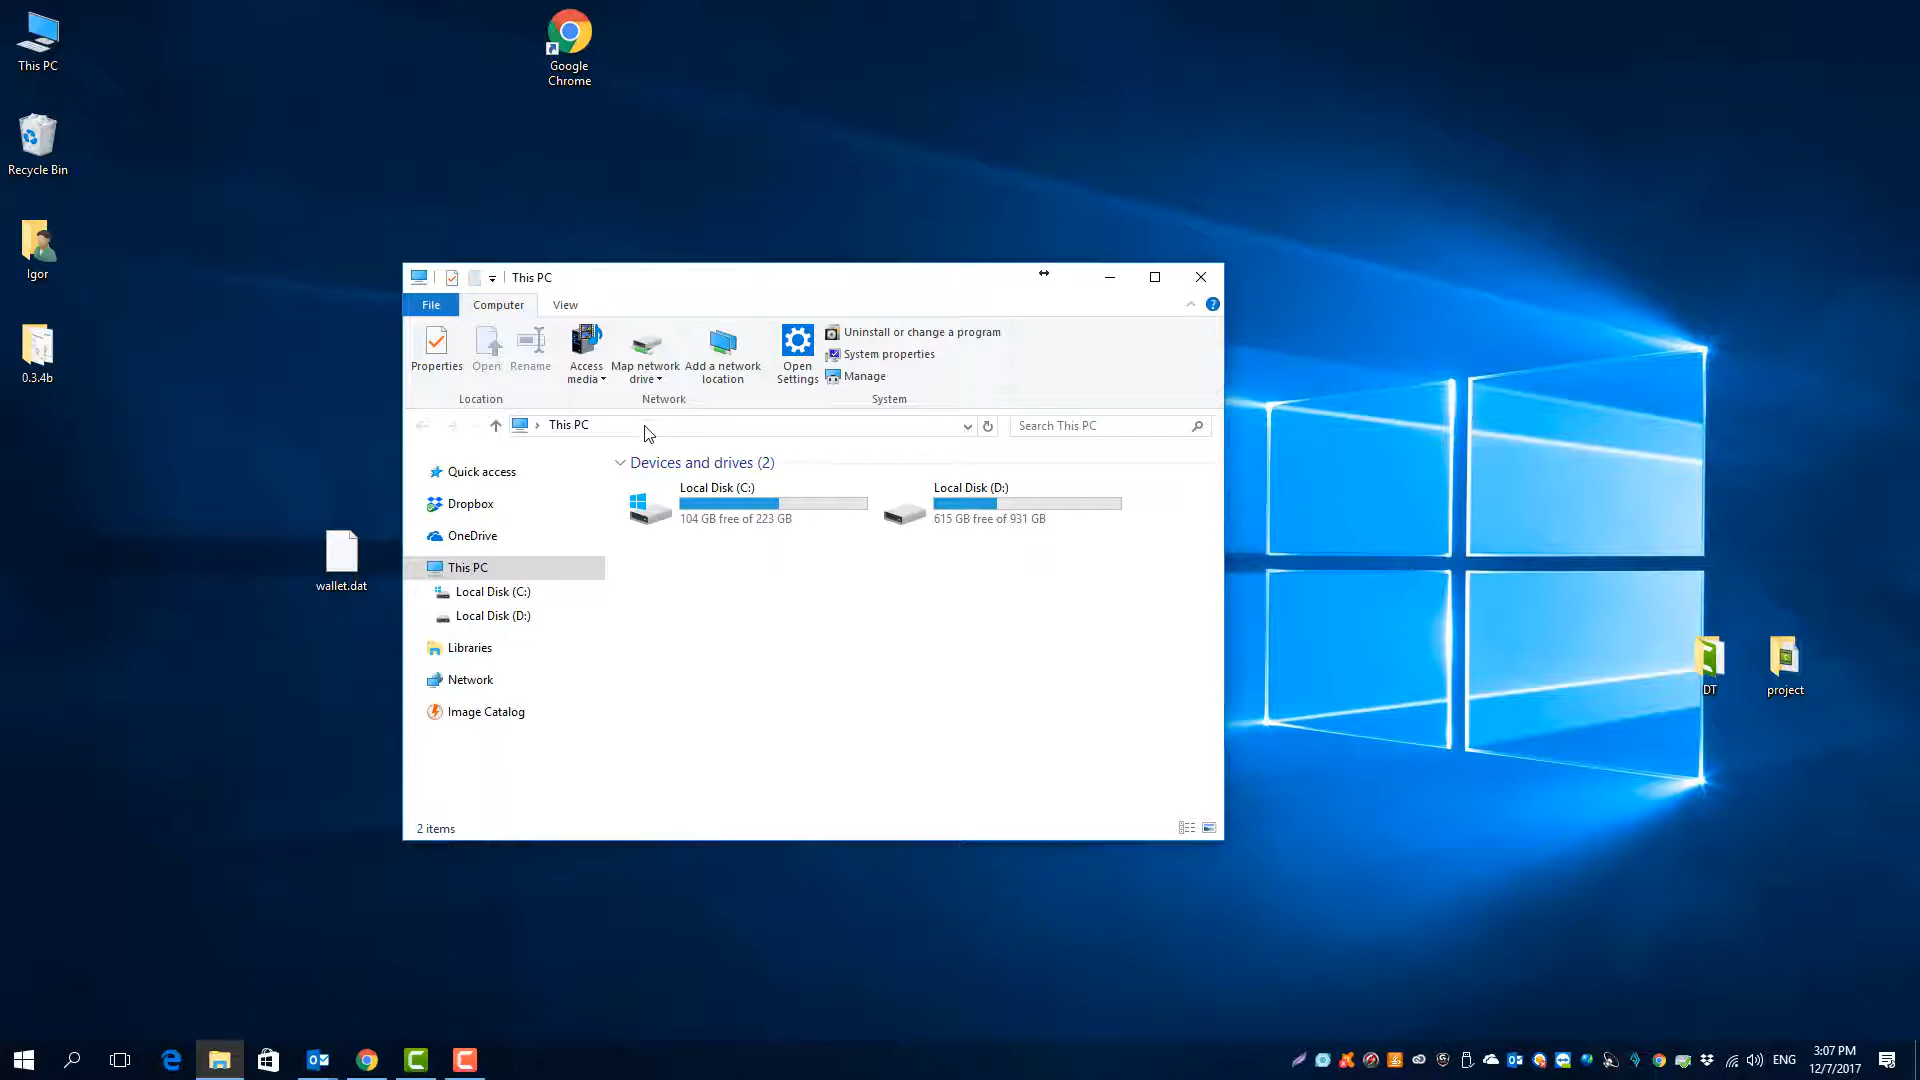 This PC
Google
Chrome
Recycle Bin
Igor
0.3.4b
wallet.dat
DT
project
This PC
File
Computer
View
Properties
Open
Rename
Access
media
Map network
drive
Add a network
location
Open
Settings
Uninstall or change a program
System properties
Manage
Location
Network
System
This PC
Search This PC
Quick access
Dropbox
OneDrive
This PC
Local Disk (C:)
Local Disk (D:)
Libraries
Network
Image Catalog
Devices and drives (2)
Local Disk (C:)
104 GB free of 223 GB
Local Disk (D:)
615 GB free of 931 GB
2 items
ENG
3:07 PM
12/7/2017